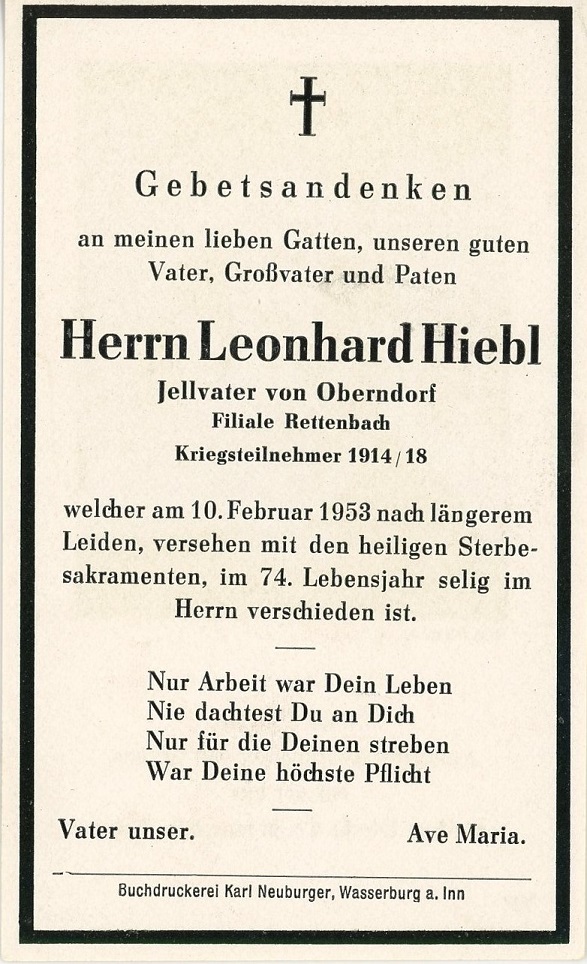 Gebetsandenken
an meinen lieben Gatten, unseren guten
Vater, Großvater und Paten
Herrn Leonhard Hiebl
Jellvater von Oberndorf
Filiale Rettenbach
Kriegsteilnehmer 1914/18
welcher am 10. Februar 1953 nach längerem
Leiden, versehen mit den heiligen Sterbe-
sakramenten, im 74. Lebensjahr selig im
Herrn verschieden ist.
Nur Arbeit war Dein Leben
Nie dachtest Du an Dich
Nur für die Deinen streben
War Deine höchste Pflicht
Vater unser. Ave Maria.
Buchdruckerei Karl Neuburger, Wasserburg a. Inn